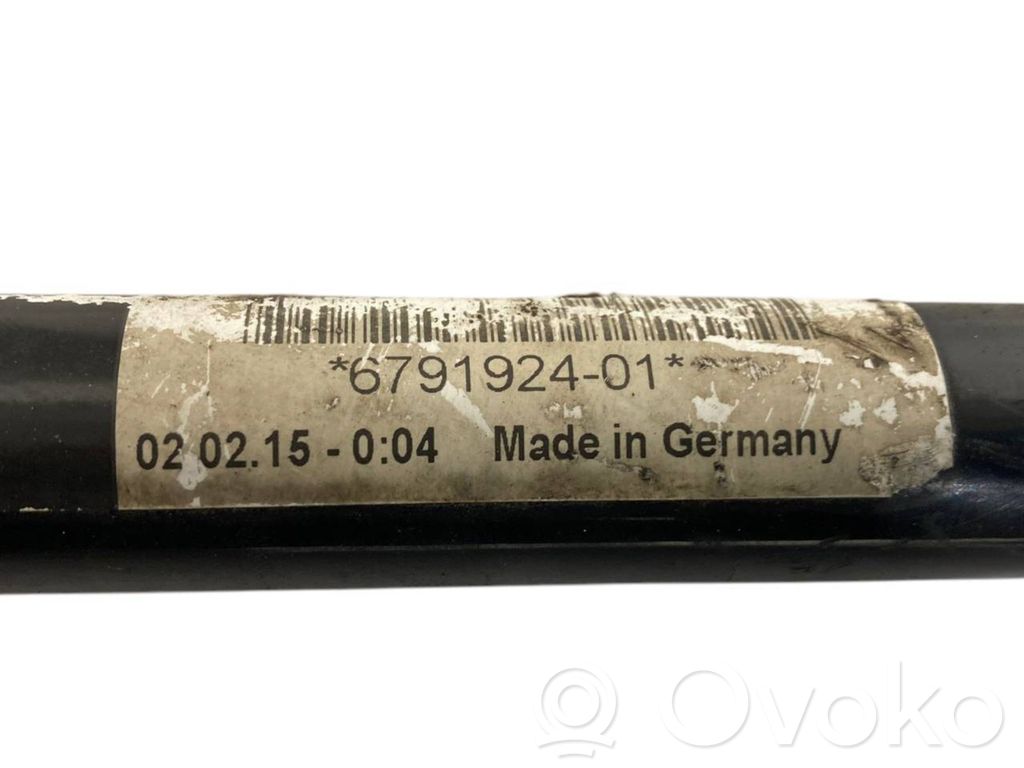 *6791924-01*
02.02.15 - 0:04 Made in Germany
Ovoko